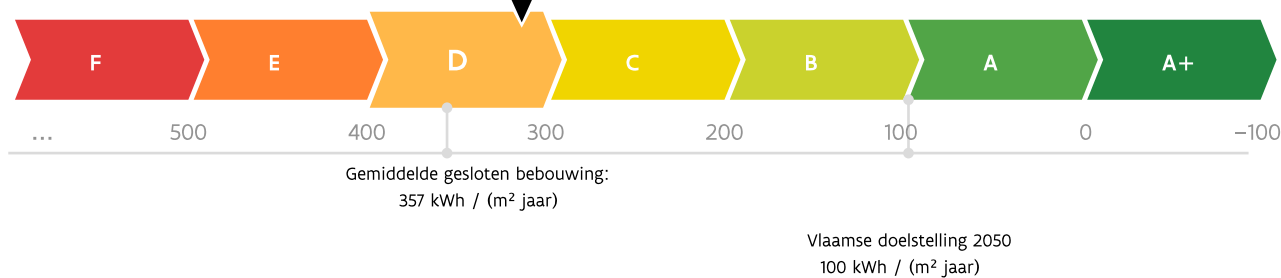 F E D C B A A+
... 500 400 300 200 100 0 −100
Gemiddelde gesloten bebouwing:
357 kWh / (m² jaar)
Vlaamse doelstelling 2050
100 kWh / (m² jaar)